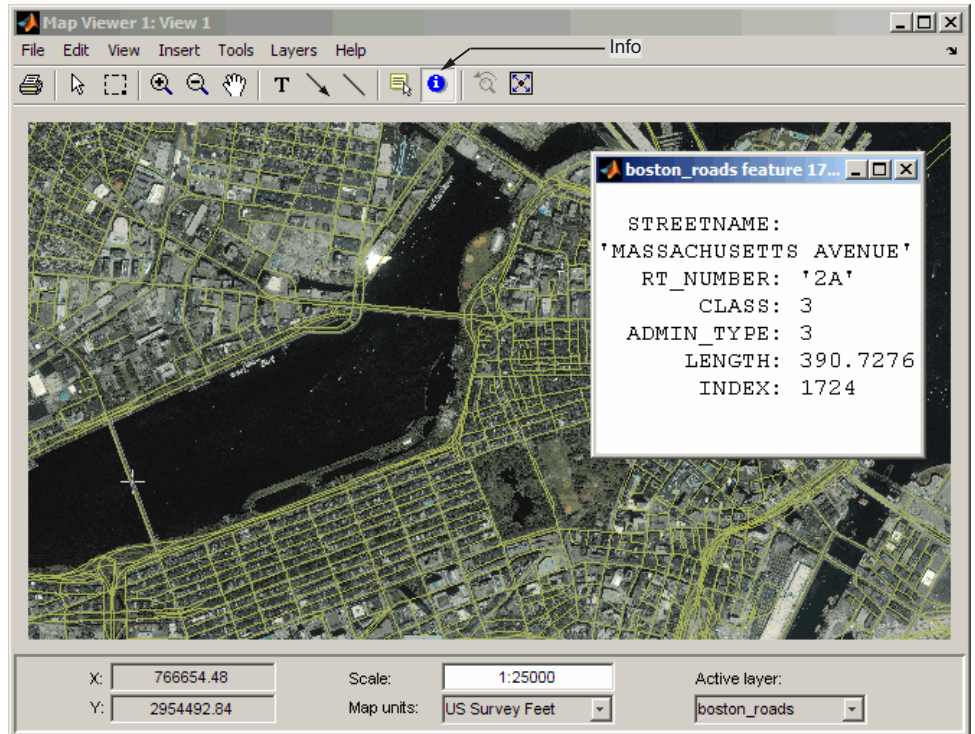 Map Viewer 1: View 1
File Edit View Insert Tools Layers Help
Info
T
i
boston_roads feature 17...
STREETNAME:
'MASSACHUSETTS AVENUE'
RT_NUMBER: '2A'
CLASS: 3
ADMIN_TYPE: 3
LENGTH: 390.7276
INDEX: 1724
X: 766654.48 Scale: 1:25000 Active layer:
Y: 2954492.84 Map units: US Survey Feet boston_roads